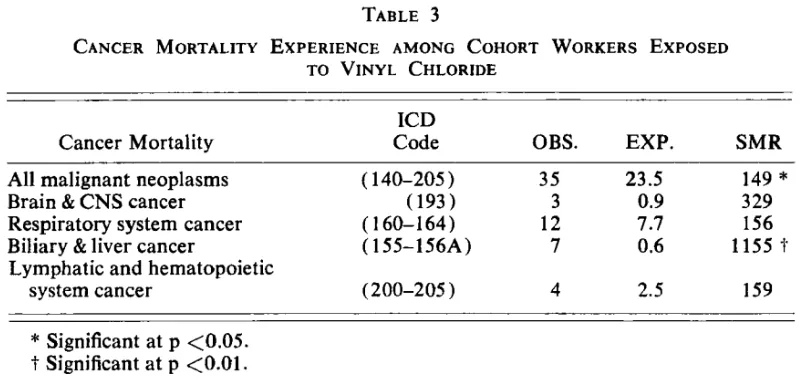 TABLE 3
CANCER MORTALITY EXPERIENCE AMONG COHORT WORKERS EXPOSED
TO VINYL CHLORIDE
ICD
Cancer Mortality Code OBS. EXP. SMR
All malignant neoplasms (140–205) 35 23.5 149 *
Brain & CNS cancer (193) 3 0.9 329
Respiratory system cancer (160–164) 12 7.7 156
Biliary & liver cancer (155–156A) 7 0.6 1155 †
Lymphatic and hematopoietic
system cancer (200–205) 4 2.5 159
* Significant at p <0.05.
† Significant at p <0.01.